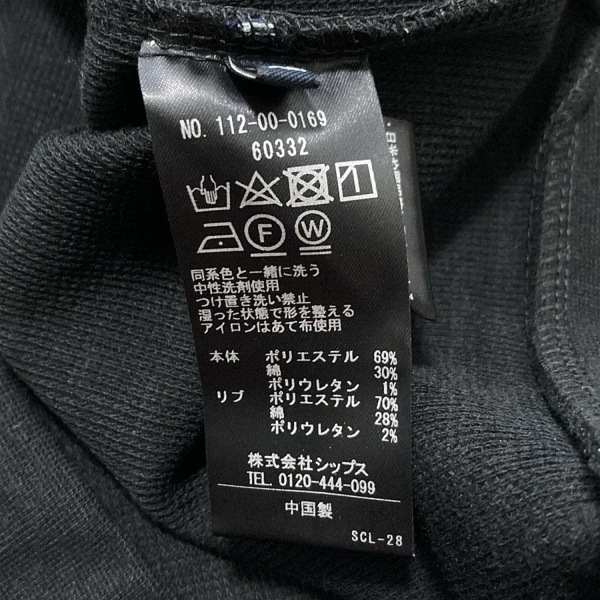 NO. 112-00-0169
60332
F W
同系色と一緒に洗う
中性洗剤使用
つけ置き洗い禁止
湿った状態で形を整える
アイロンはあて布使用
本体 ポリエステル 69%
綿 30%
ポリウレタン 1%
リブ ポリエステル 70%
綿 28%
ポリウレタン 2%
株式会社シップス
TEL. 0120-444-099
中国製
SCL-28